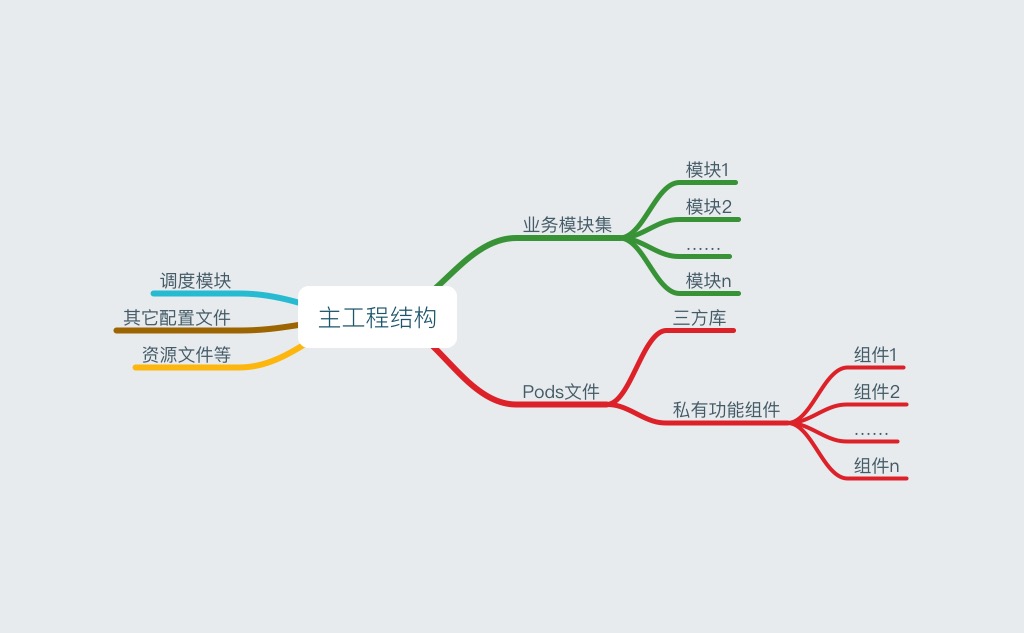 主工程结构
业务模块集
模块1
模块2
……
模块n
Pods文件
三方库
私有功能组件
组件1
组件2
……
组件n
调度模块
其它配置文件
资源文件等